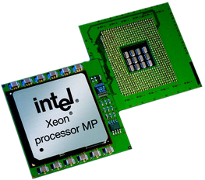 intel
Xeon
processor MP